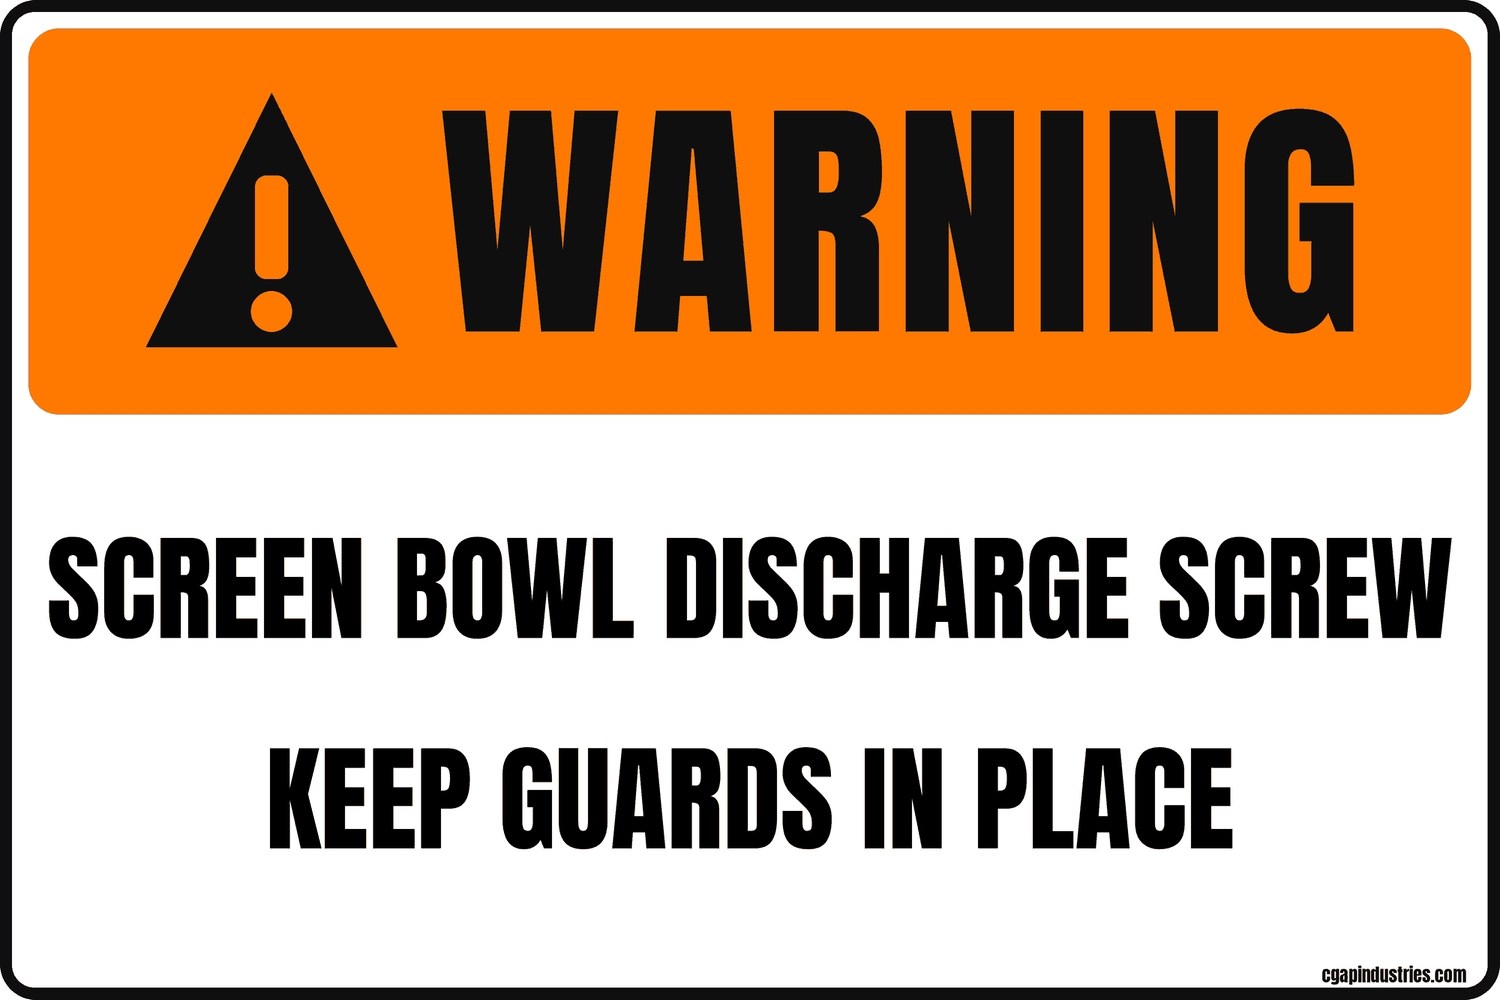 WARNING
SCREEN BOWL DISCHARGE SCREW
KEEP GUARDS IN PLACE
cgapindustries.com